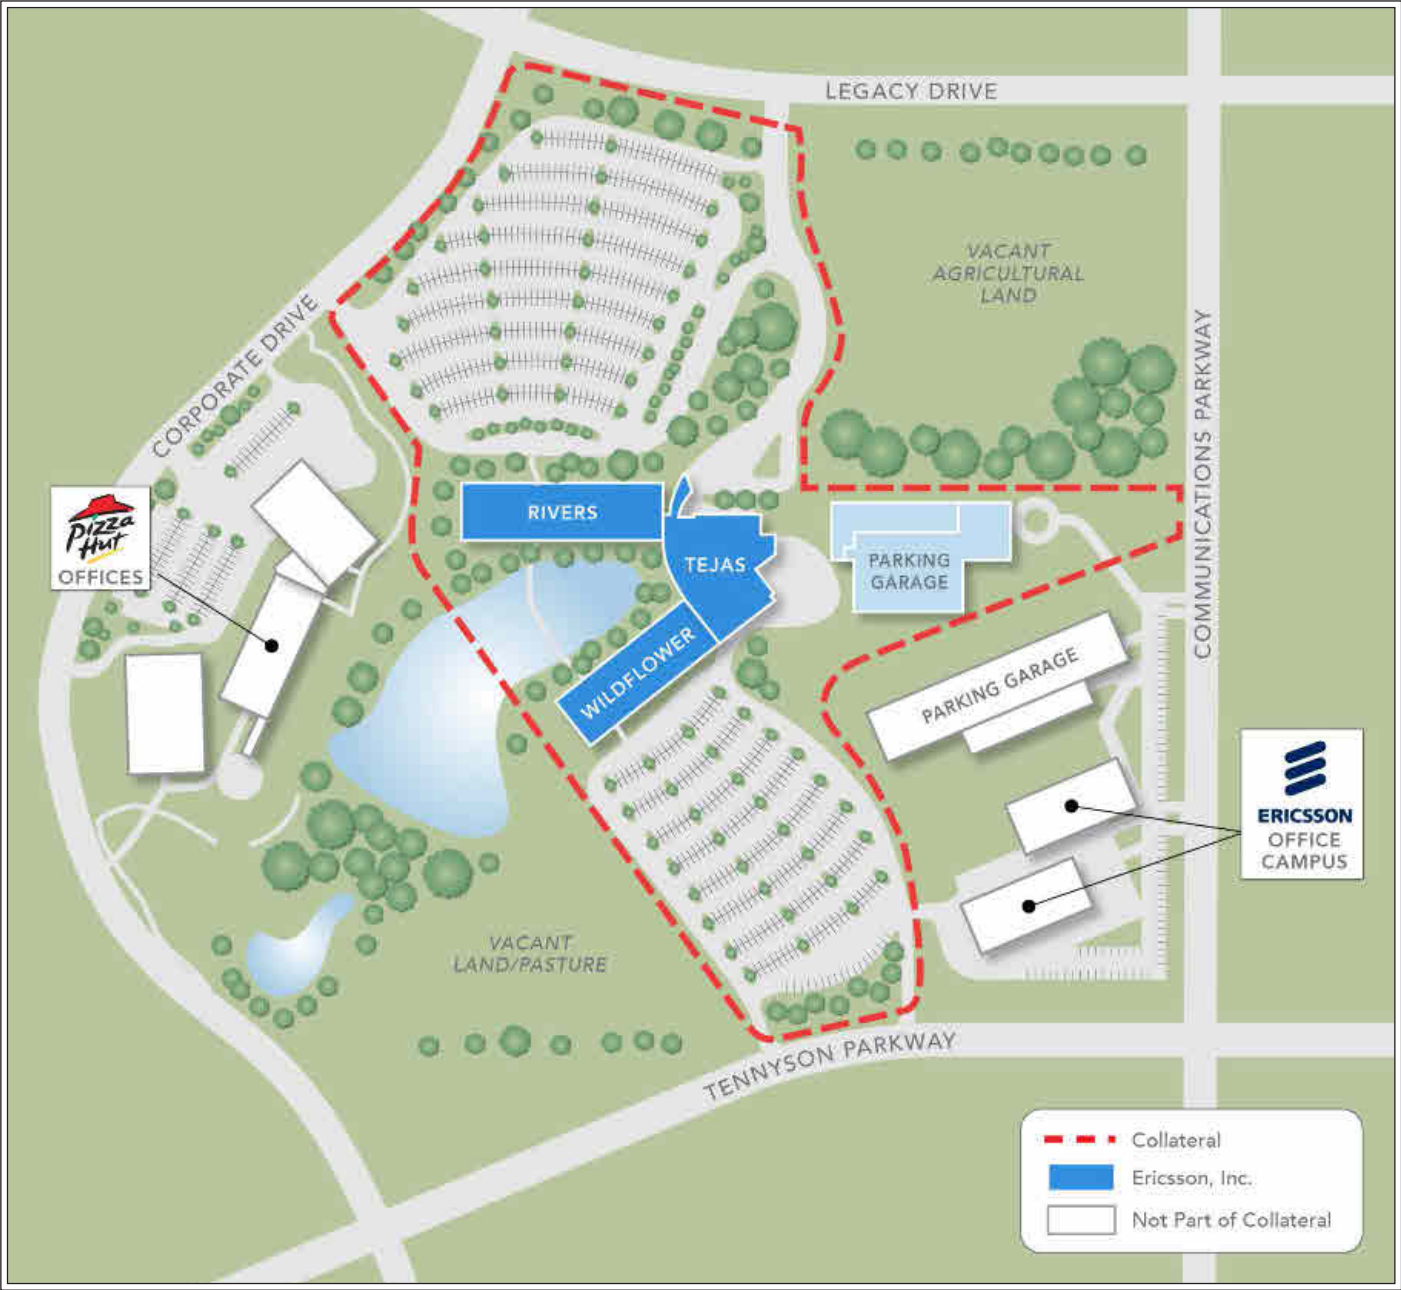 LEGACY DRIVE
VACANT
AGRICULTURAL
LAND
CORPORATE DRIVE
COMMUNICATIONS PARKWAY
Pizza
Hut
OFFICES
RIVERS
TEJAS
WILDFLOWER
PARKING
GARAGE
PARKING GARAGE
ERICSSON
OFFICE
CAMPUS
VACANT
LAND/PASTURE
TENNYSON PARKWAY
Collateral
Ericsson, Inc.
Not Part of Collateral